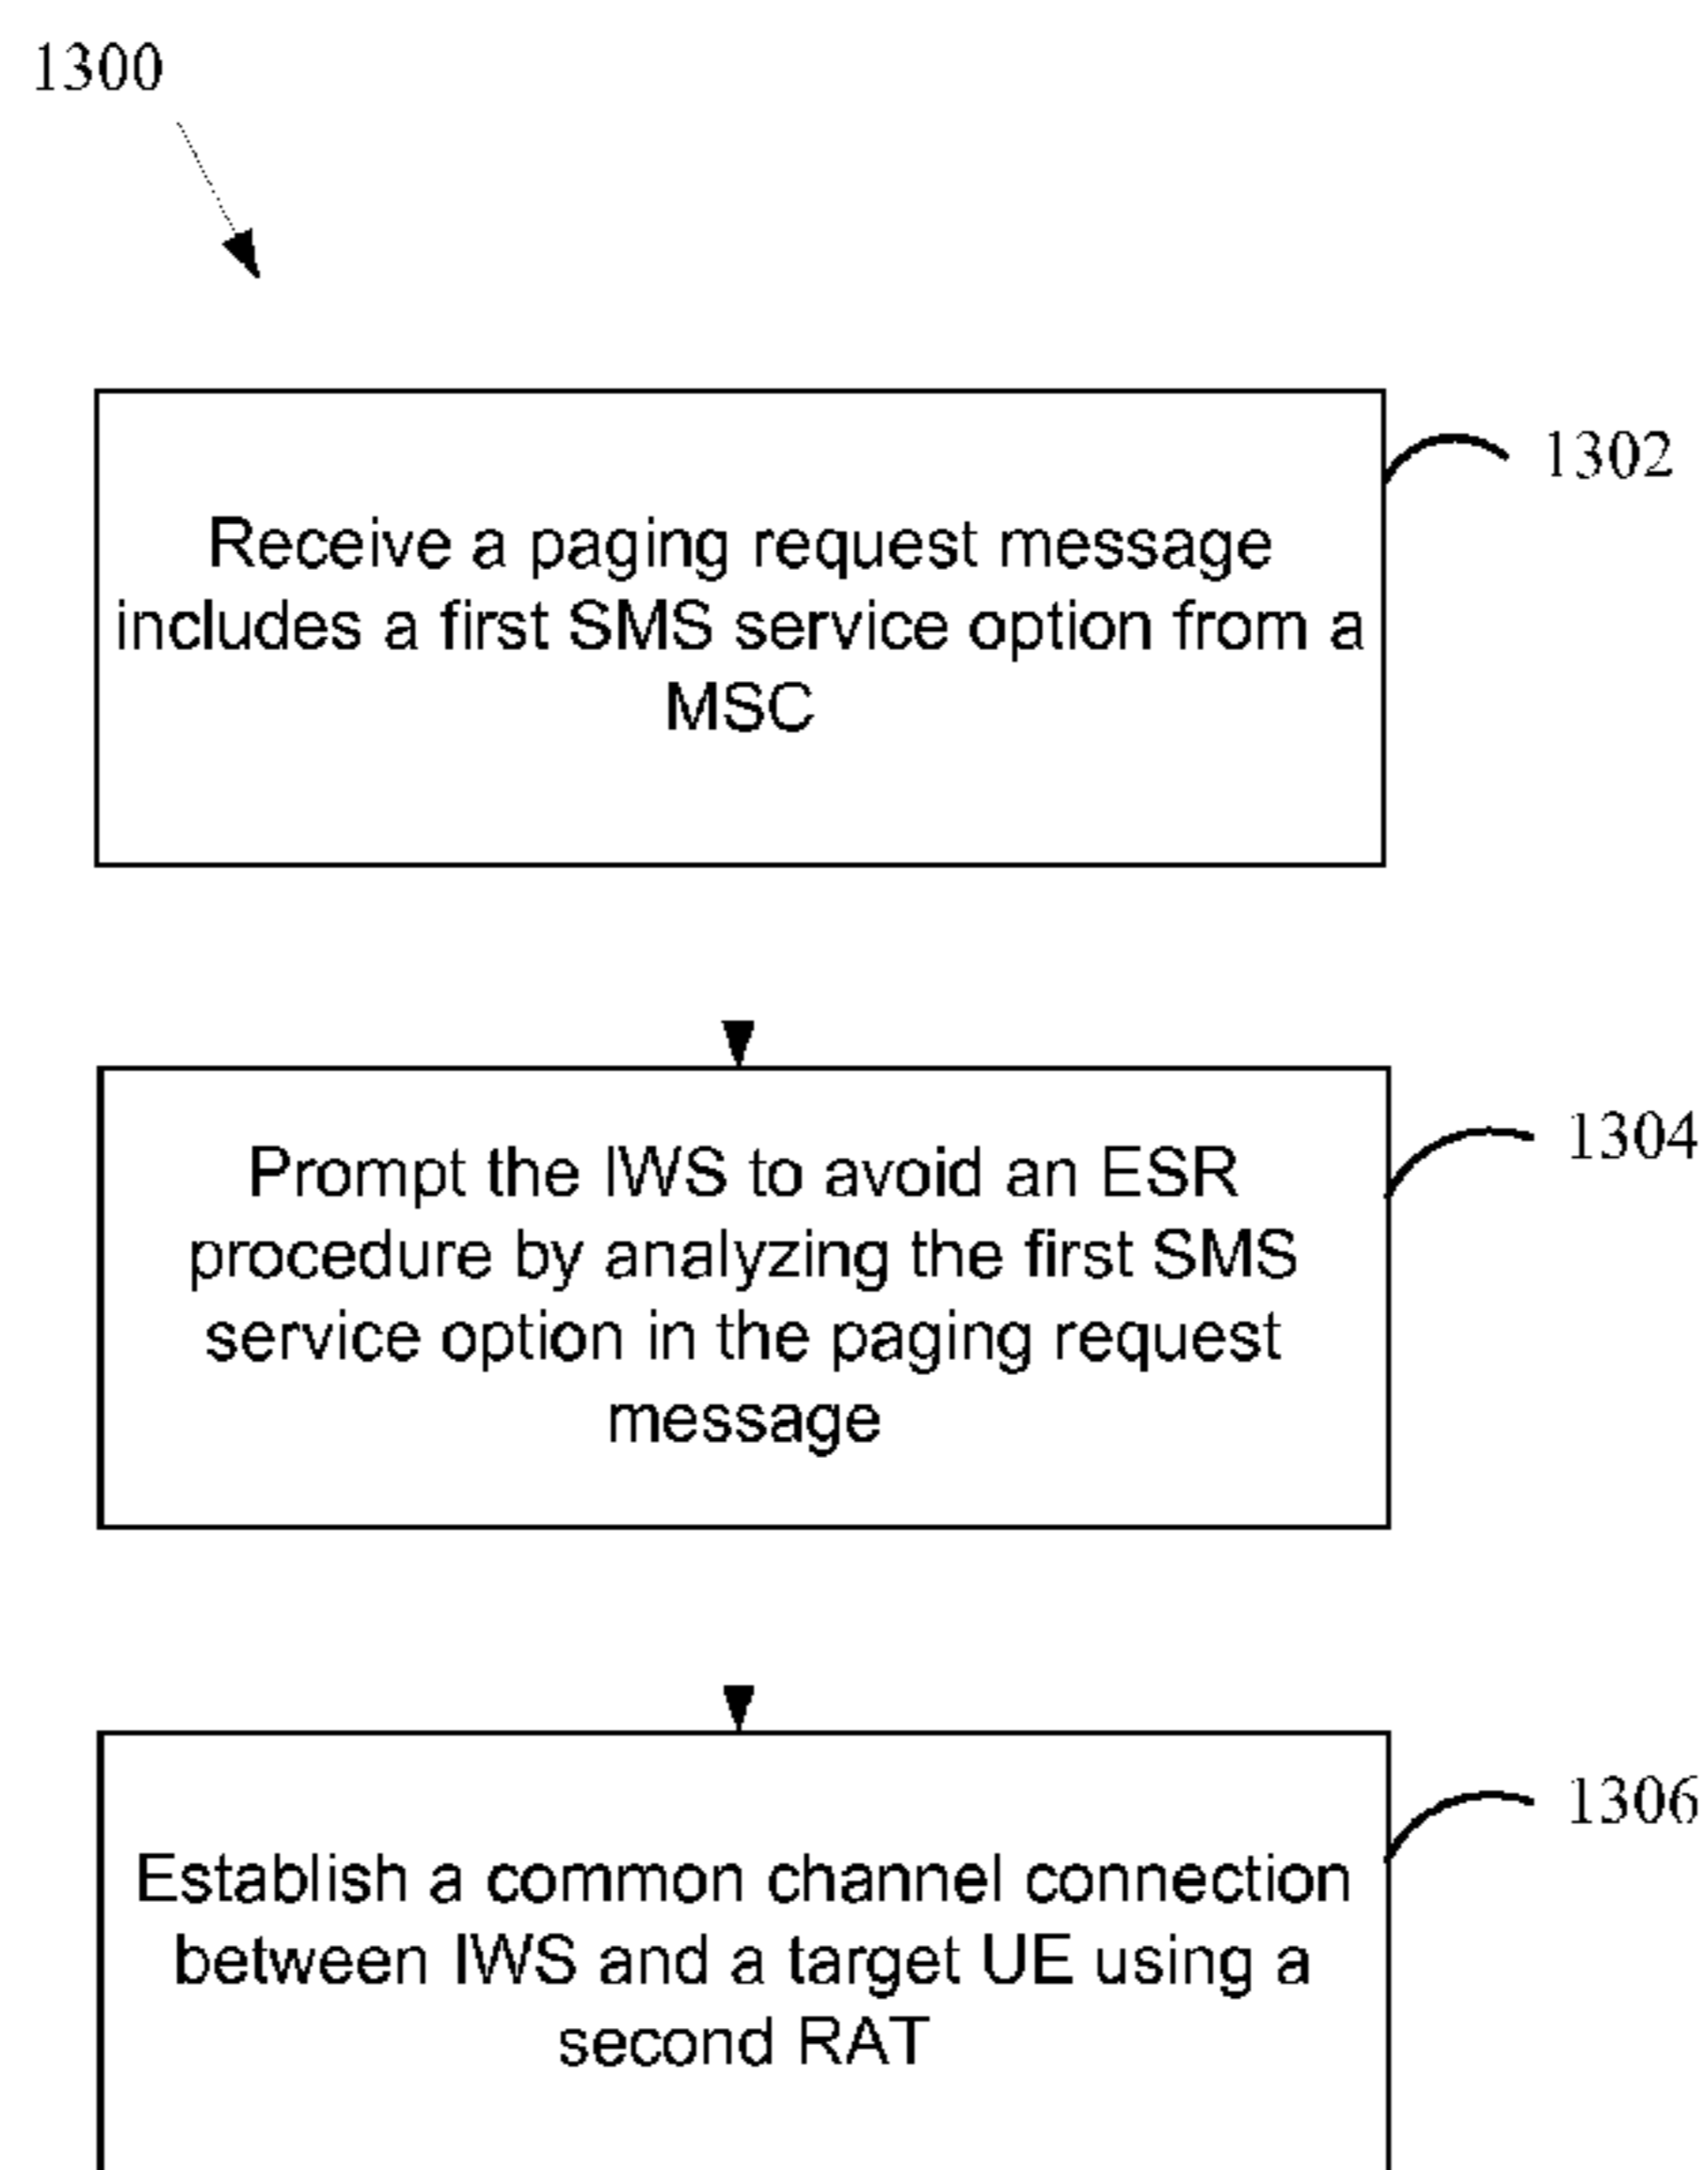 1300
Receive a paging request message
includes a first SMS service option from a
MSC
1302
Prompt the IWS to avoid an ESR
procedure by analyzing the first SMS
service option in the paging request
message
1304
Establish a common channel connection
between IWS and a target UE using a
second RAT
1306